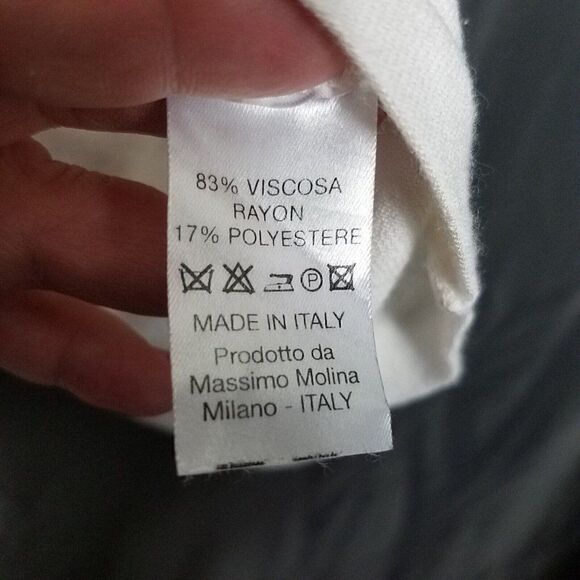 83% VISCOSA
RAYON
17% POLYESTERE
P
MADE IN ITALY
Prodotto da
Massimo Molina
Milano - ITALY